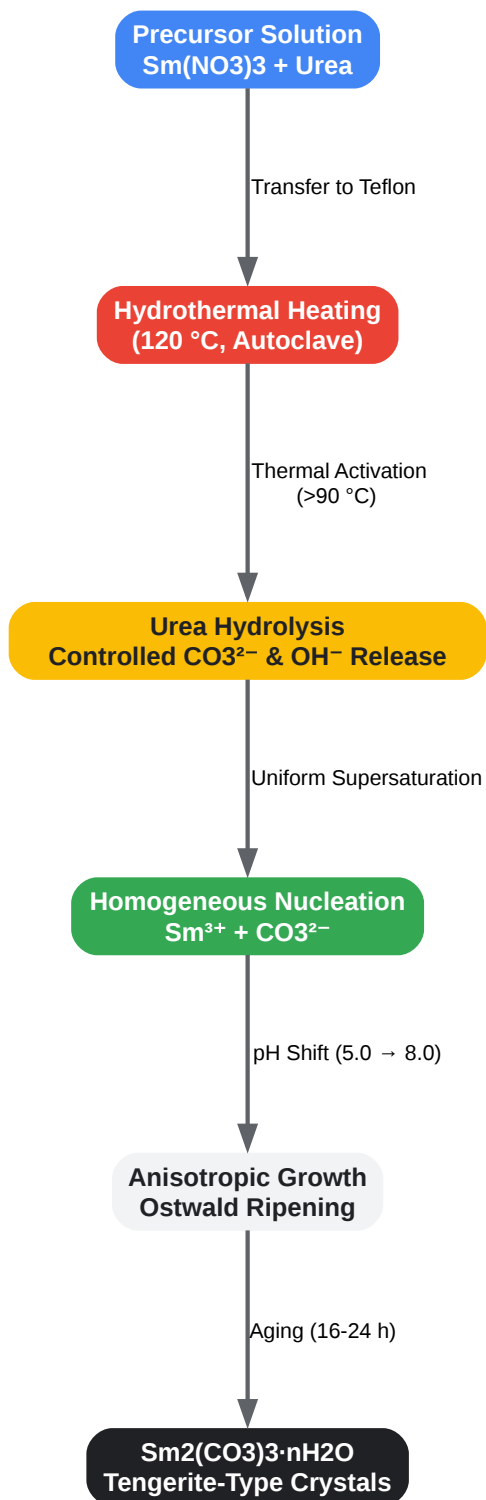 Precursor Solution
Sm(NO3)3 + Urea
Transfer to Teflon
Hydrothermal Heating
(120 °C, Autoclave)
Thermal Activation
(>90 °C)
Urea Hydrolysis
Controlled CO3²⁻ & OH⁻ Release
Uniform Supersaturation
Homogeneous Nucleation
Sm³⁺ + CO3²⁻
pH Shift (5.0 → 8.0)
Anisotropic Growth
Ostwald Ripening
Aging (16-24 h)
Sm2(CO3)3·nH2O
Tengerite-Type Crystals